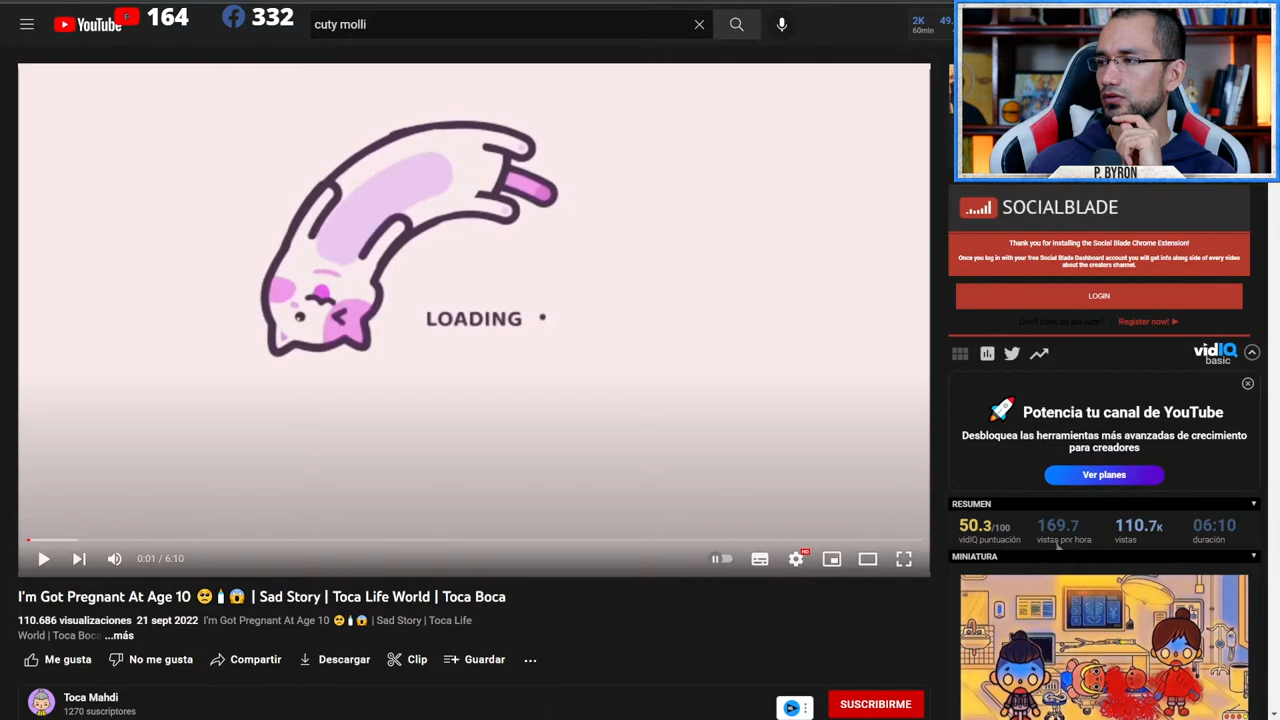 YouTube 164 332 cuty molli 2K 49.
60min
P. BYRON
SOCIALBLADE
Thank you for installing the Social Blade Chrome Extension!
Once you log in with your free Social Blade Dashboard account you will get info along side of every video
about the creators channel.
LOGIN
Don't have an account? Register now!
vidIQ
basic
Potencia tu canal de YouTube
Desbloquea las herramientas más avanzadas de crecimiento
para creadores
Ver planes
RESUMEN
50.3/100 169.7 110.7K 06:10
vidIQ puntuación vistas por hora vistas duración
MINIATURA
LOADING
0:01 / 6:10 HD
I'm Got Pregnant At Age 10 🥺🍼😱 | Sad Story | Toca Life World | Toca Boca
110.686 visualizaciones 21 sept 2022 I'm Got Pregnant At Age 10 🥺🍼😱 | Sad Story | Toca Life
World | Toca Boca ...más
Me gusta No me gusta Compartir Descargar Clip Guardar ...
Toca Mahdi
1270 suscriptores
SUSCRIBIRME